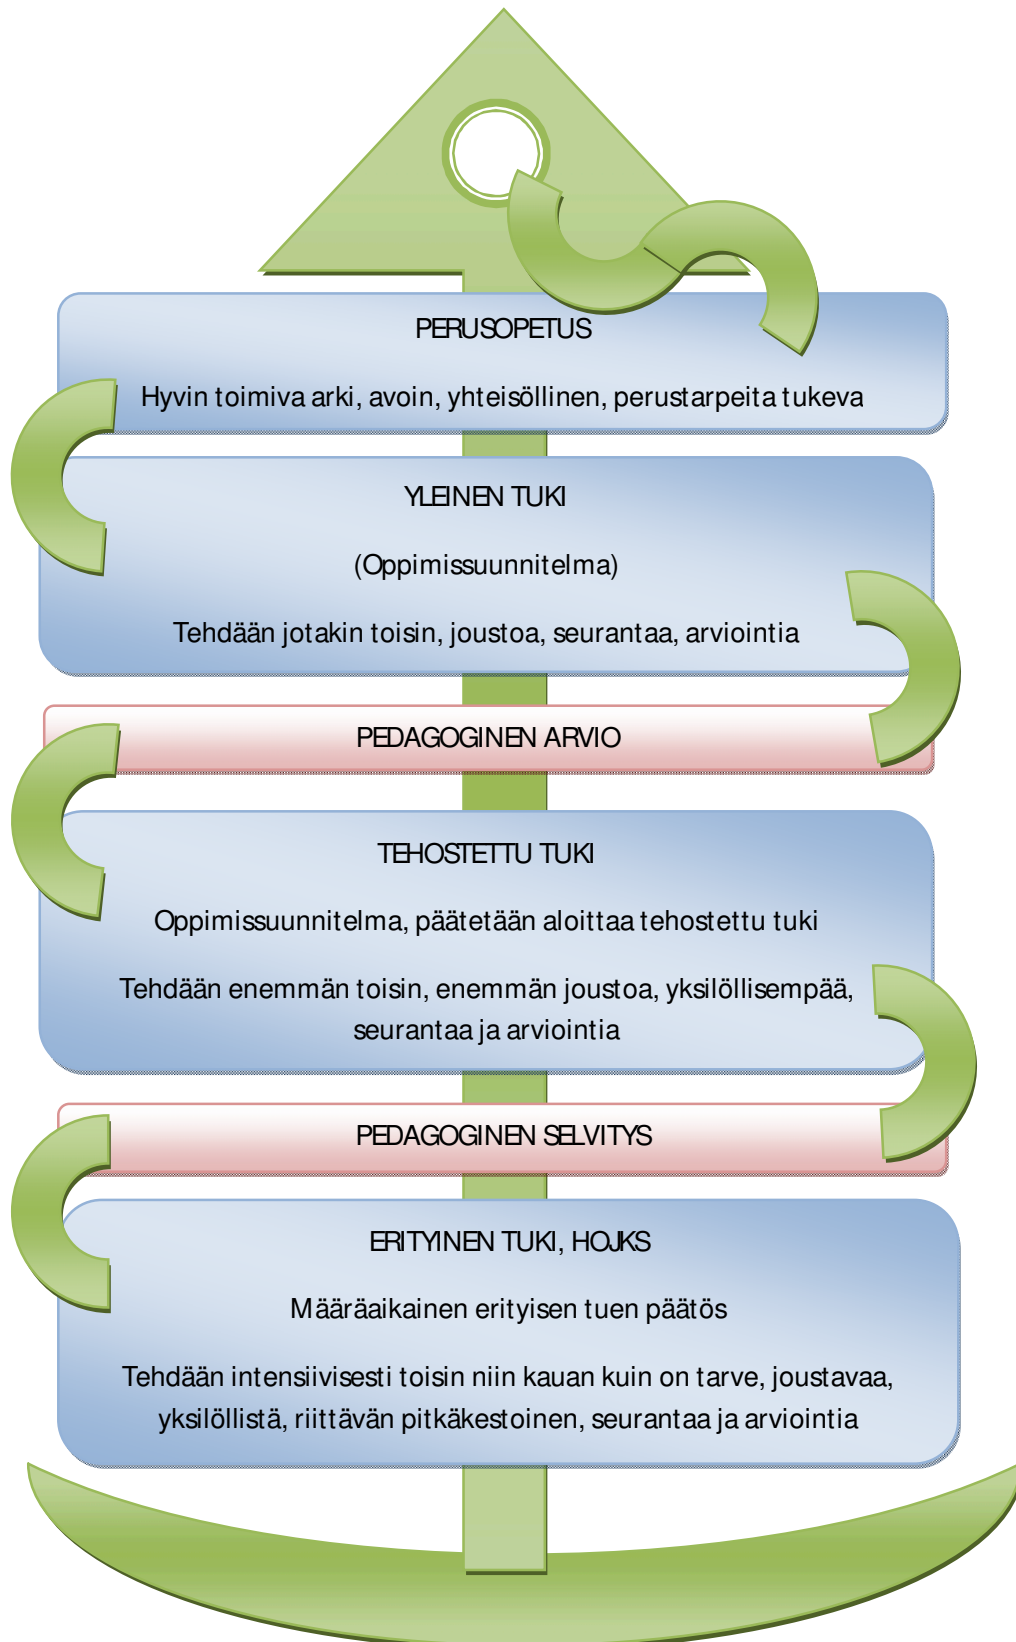 PERUSOPETUS
Hyvin toimiva arki, avoin, yhteisöllinen, perustarpeita tukeva
YLEINEN TUKI
(Oppimissuunnitelma)
Tehdään jotakin toisin, joustoa, seurantaa, arviointia
PEDAGOGINEN ARVIO
TEHOSTETTU TUKI
Oppimissuunnitelma, päätetään aloittaa tehostettu tuki
Tehdään enemmän toisin, enemmän joustoa, yksilöllisempää,
seurantaa ja arviointia
PEDAGOGINEN SELVITYS
ERITYINEN TUKI, HOJKS
Määräaikainen erityisen tuen päätös
Tehdään intensiivisesti toisin niin kauan kuin on tarve, joustavaa,
yksilöllistä, riittävän pitkäkestoinen, seurantaa ja arviointia